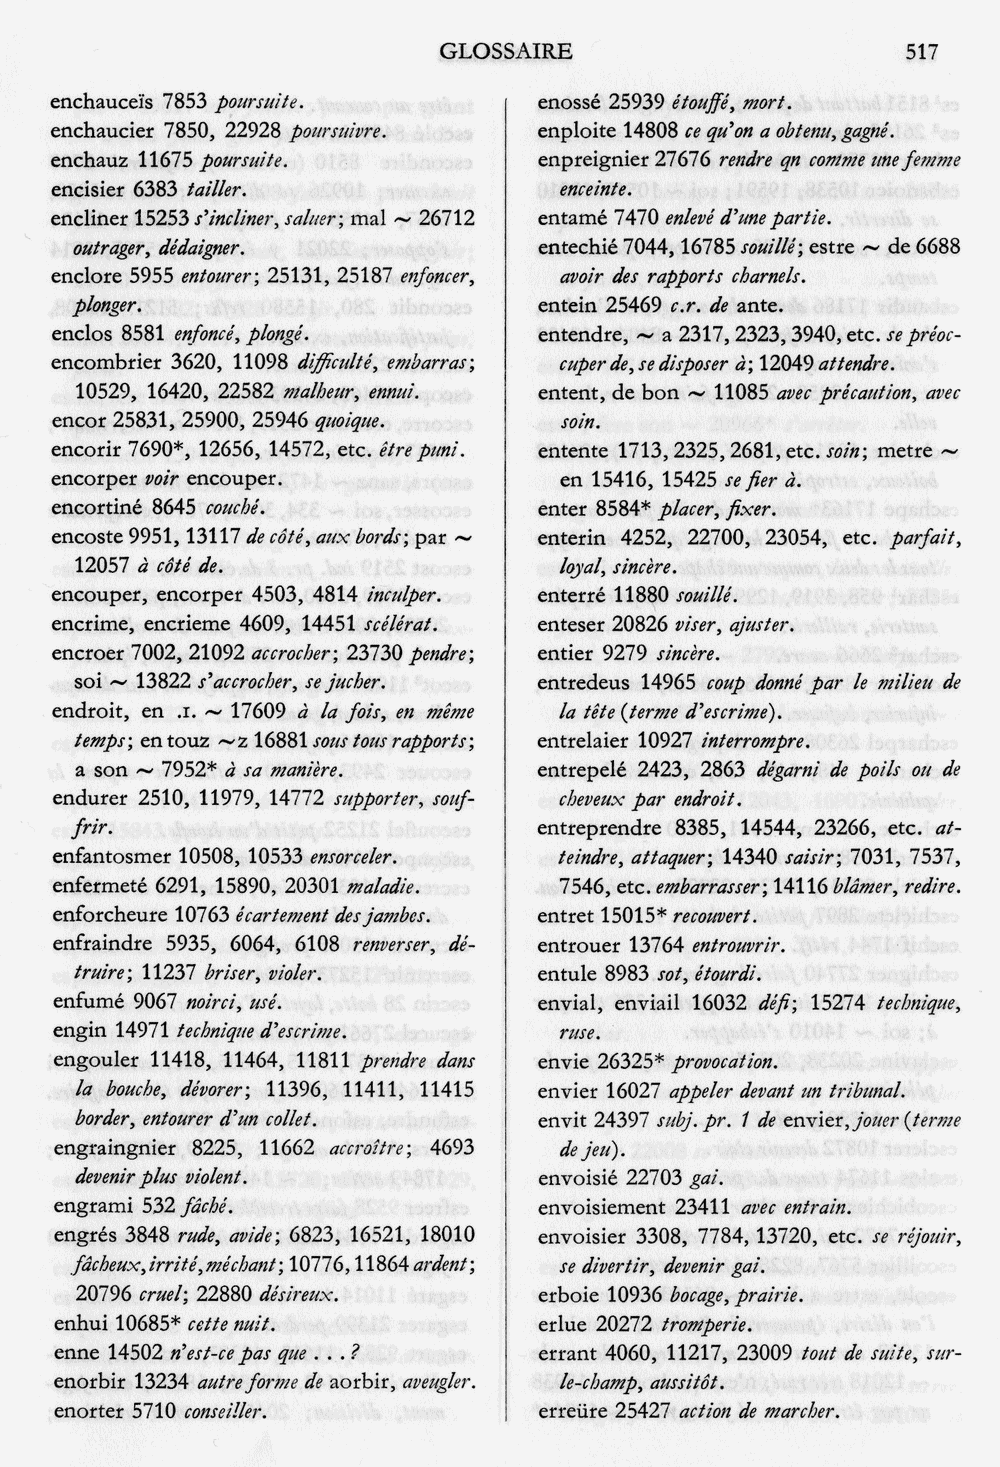 GLOSSAIRE 517
enchauceïs 7853 poursuite.
enchaucier 7850, 22928 poursuivre.
enchauz 11675 poursuite.
encisier 6383 tailler.
encliner 15253 s'incliner, saluer; mal ~ 26712
outrager, dédaigner.
enclore 5955 entourer; 25131, 25187 enfoncer,
plonger.
enclos 8581 enfoncé, plongé.
encombrier 3620, 11098 difficulté, embarras;
10529, 16420, 22582 malheur, ennui.
encor 25831, 25900, 25946 quoique.
encorir 7690*, 12656, 14572, etc. être puni.
encorper voir encouper.
encortiné 8645 couché.
encoste 9951, 13117 de côté, aux bords; par ~
12057 à côté de.
encouper, encorper 4503, 4814 inculper.
encrime, encrieme 4609, 14451 scélérat.
encroer 7002, 21092 accrocher; 23730 pendre;
soi ~ 13822 s'accrocher, se jucher.
endroit, en .I. ~ 17609 à la fois, en même
temps; en touz ~z 16881 sous tous rapports;
a son ~ 7952* à sa manière.
endurer 2510, 11979, 14772 supporter, souf-
frir.
enfantosmer 10508, 10533 ensorceler.
enfermeté 6291, 15890, 20301 maladie.
enforcheure 10763 écartement des jambes.
enfraindre 5935, 6064, 6108 renverser, dé-
truire; 11237 briser, violer.
enfumé 9067 noirci, usé.
engin 14971 technique d'escrime.
engouler 11418, 11464, 11811 prendre dans
la bouche, dévorer; 11396, 11411, 11415
border, entourer d'un collet.
engraingnier 8225, 11662 accroître; 4693
devenir plus violent.
engrami 532 fâché.
engrés 3848 rude, avide; 6823, 16521, 18010
fâcheux, irrité, méchant; 10776, 11864 ardent;
20796 cruel; 22880 désireux.
enhui 10685* cette nuit.
enne 14502 n'est-ce pas que . . .?
enorbir 13234 autre forme de aorbir, aveugler.
enorter 5710 conseiller.
enossé 25939 étouffé, mort.
enploite 14808 ce qu'on a obtenu, gagné.
enpreignier 27676 rendre qn comme une femme
enceinte.
entamé 7470 enlevé d'une partie.
entechié 7044, 16785 souillé; estre ~ de 6688
avoir des rapports charnels.
entein 25469 c.r. de ante.
entendre, ~ a 2317, 2323, 3940, etc. se préoc-
cuper de, se disposer à; 12049 attendre.
entent, de bon ~ 11085 avec précaution, avec
soin.
entente 1713, 2325, 2681, etc. soin; metre ~
en 15416, 15425 se fier à.
enter 8584* placer, fixer.
enterin 4252, 22700, 23054, etc. parfait,
loyal, sincère.
enterré 11880 souillé.
enteser 20826 viser, ajuster.
entier 9279 sincère.
entredeus 14965 coup donné par le milieu de
la tête (terme d'escrime).
entrelaier 10927 interrompre.
entrepelé 2423, 2863 dégarni de poils ou de
cheveux par endroit.
entreprendre 8385, 14544, 23266, etc. at-
teindre, attaquer; 14340 saisir; 7031, 7537,
7546, etc. embarrasser; 14116 blâmer, redire.
entret 15015* recouvert.
entrouer 13764 entrouvrir.
entule 8983 sot, étourdi.
envial, enviail 16032 défi; 15274 technique,
ruse.
envie 26325* provocation.
envier 16027 appeler devant un tribunal.
envit 24397 subj. pr. 1 de envier, jouer (terme
de jeu).
envoisié 22703 gai.
envoisiement 23411 avec entrain.
envoisier 3308, 7784, 13720, etc. se réjouir,
se divertir, devenir gai.
erboie 10936 bocage, prairie.
erlue 20272 tromperie.
errant 4060, 11217, 23009 tout de suite, sur-
le-champ, aussitôt.
erreüre 25427 action de marcher.